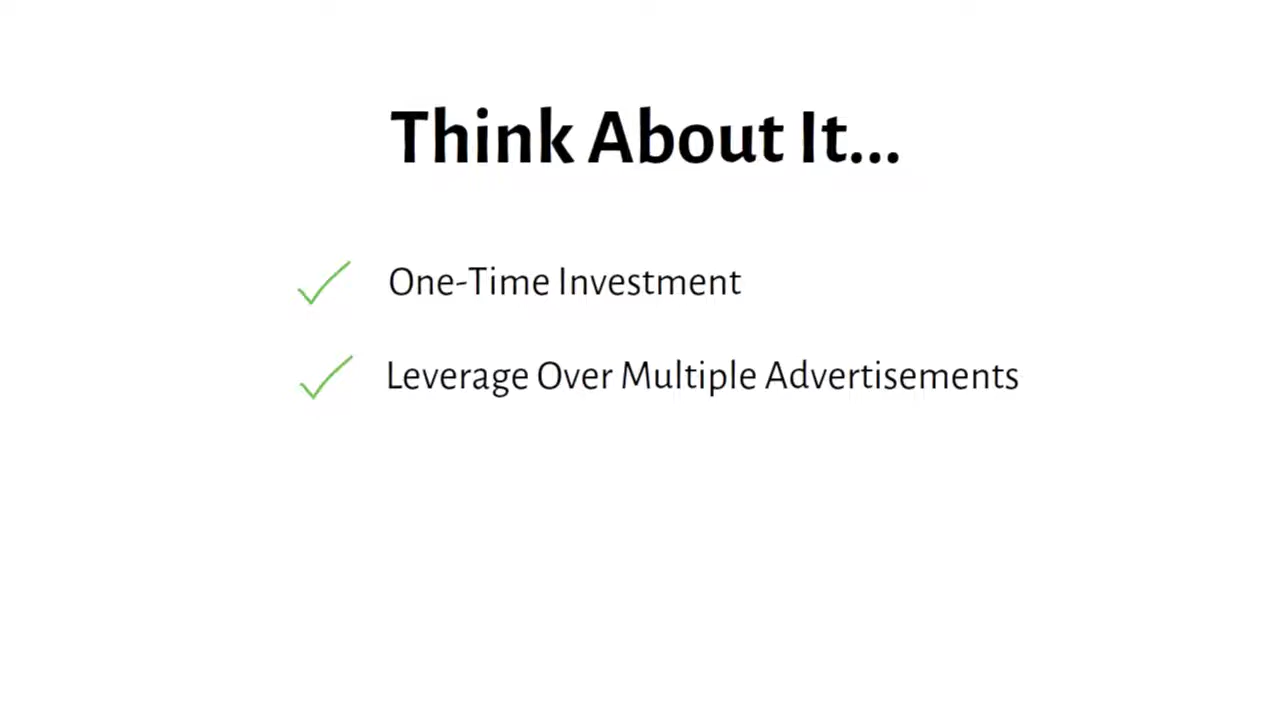 Think About It...
One-Time Investment
Leverage Over Multiple Advertisements